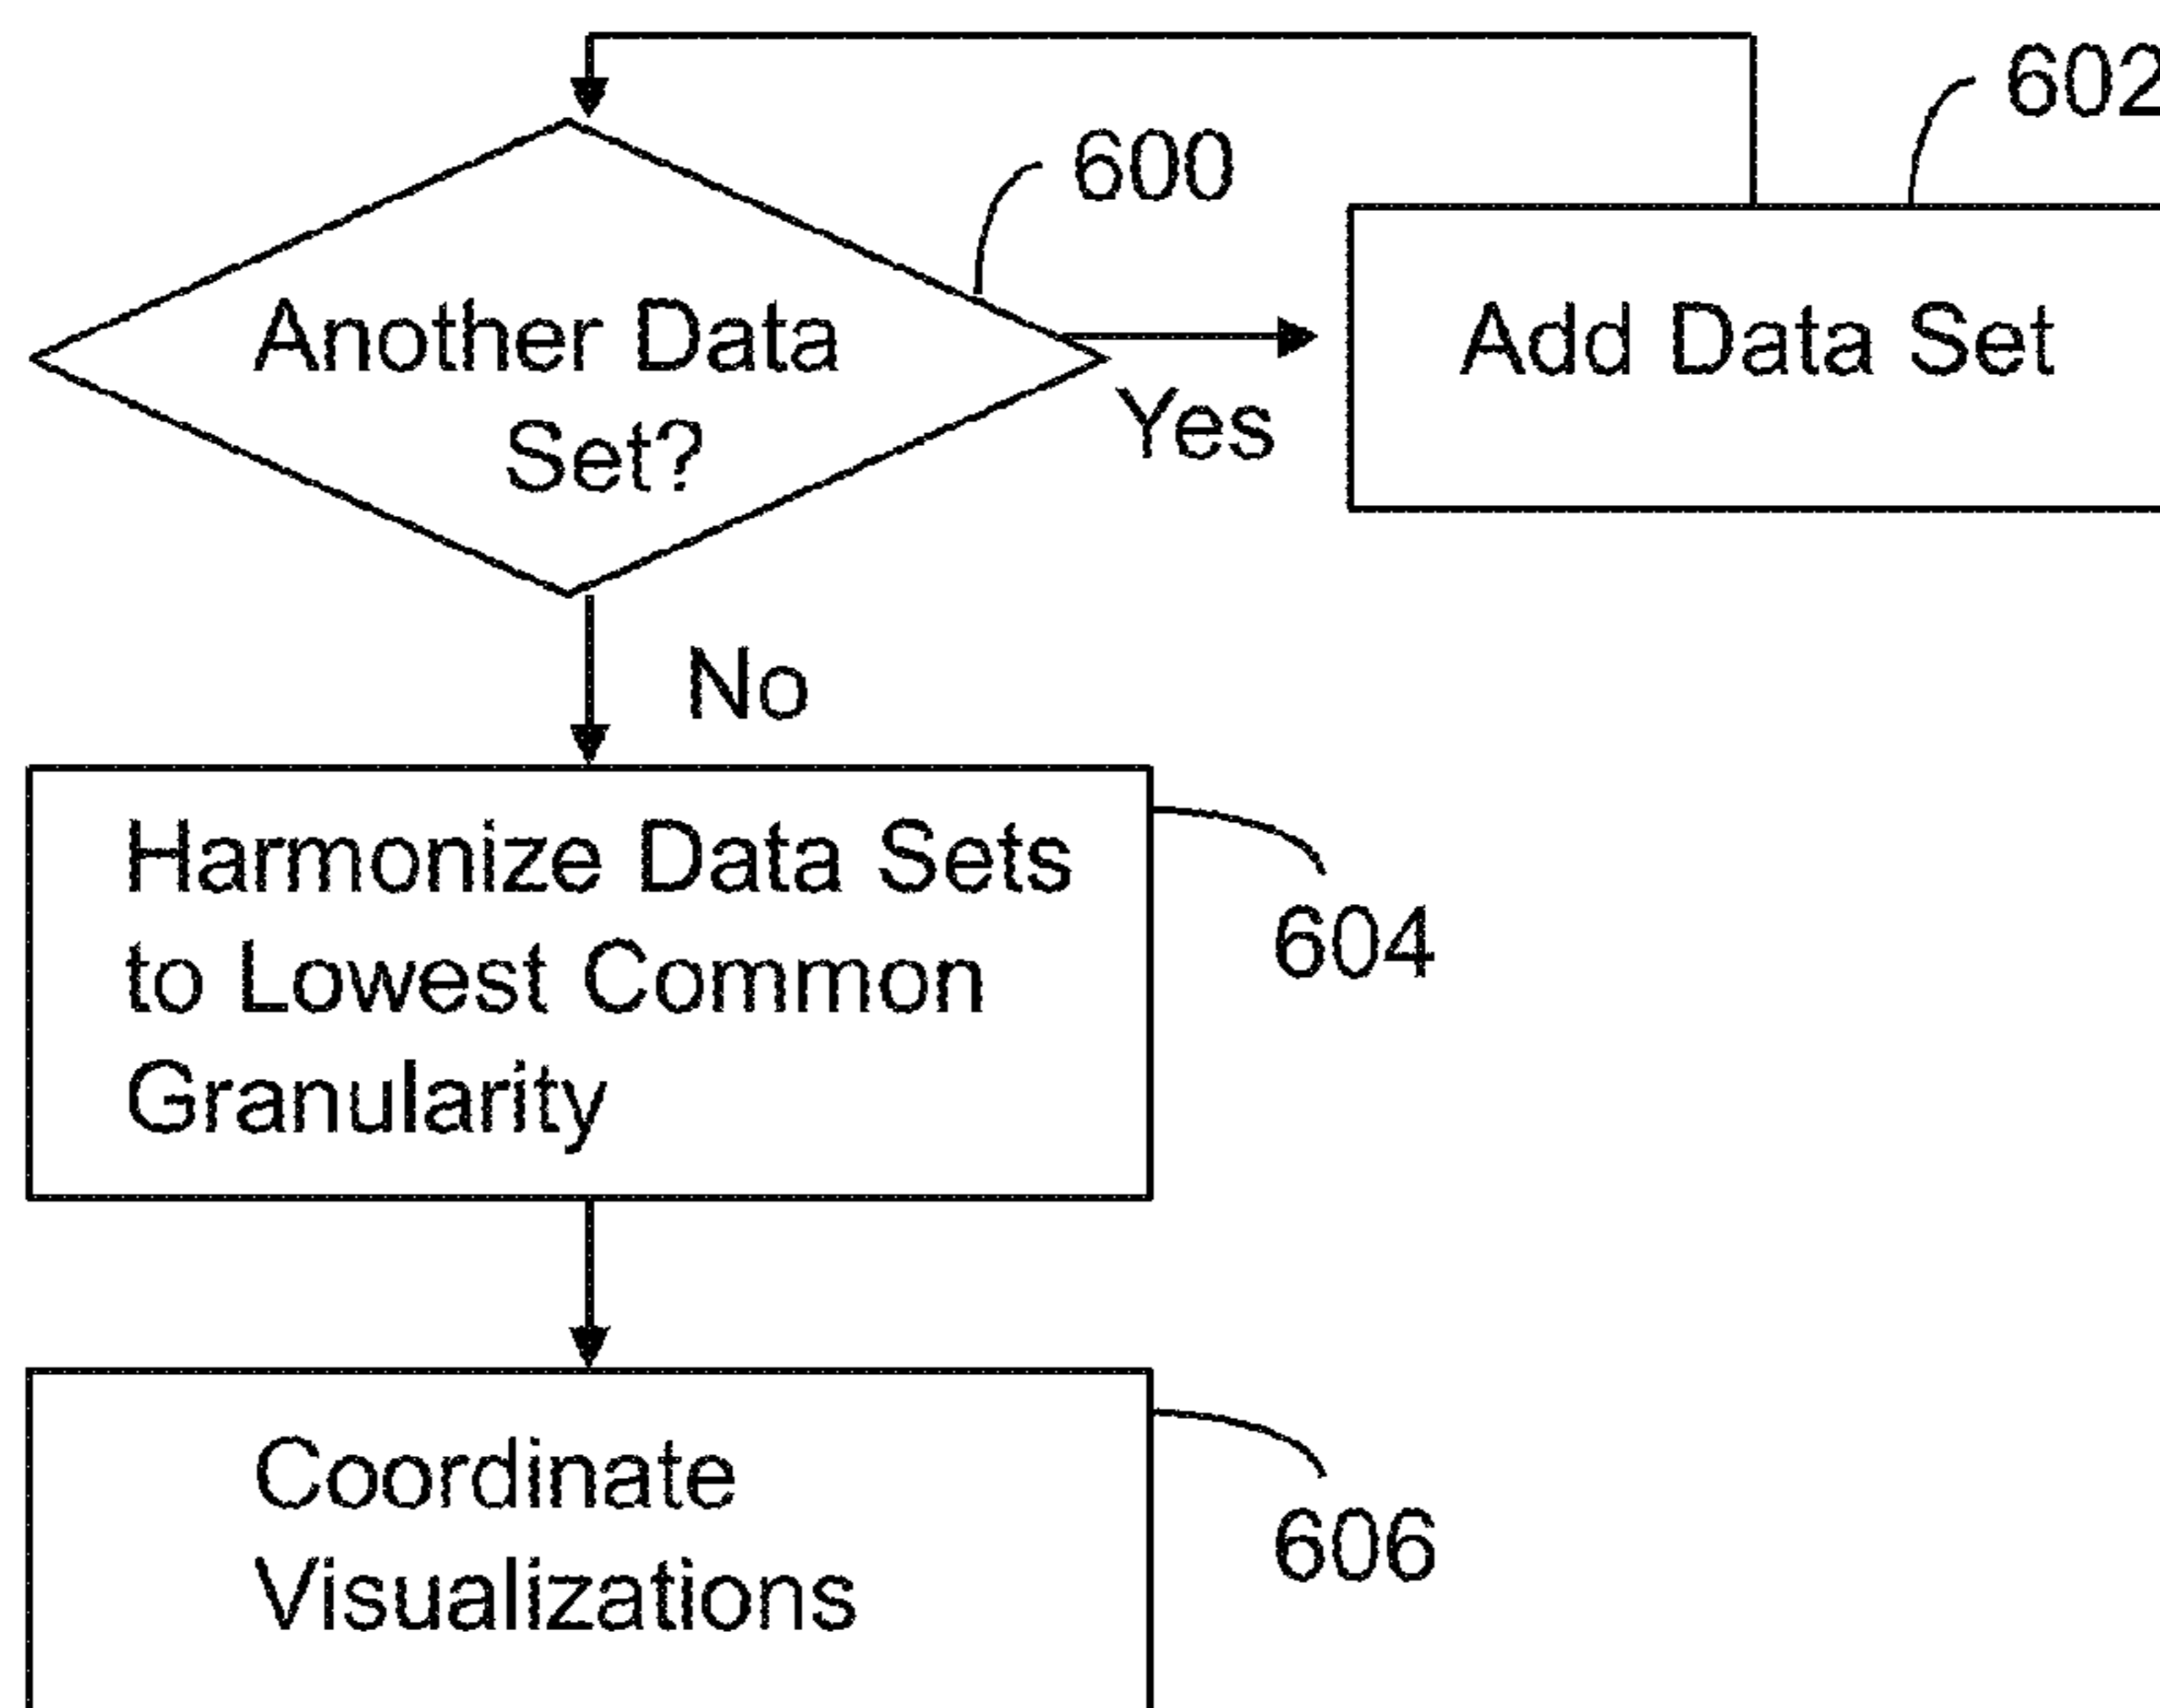 602
600
Another Data
Set?
Add Data Set
Yes
No
Harmonize Data Sets
to Lowest Common
Granularity
604
Coordinate
Visualizations
606